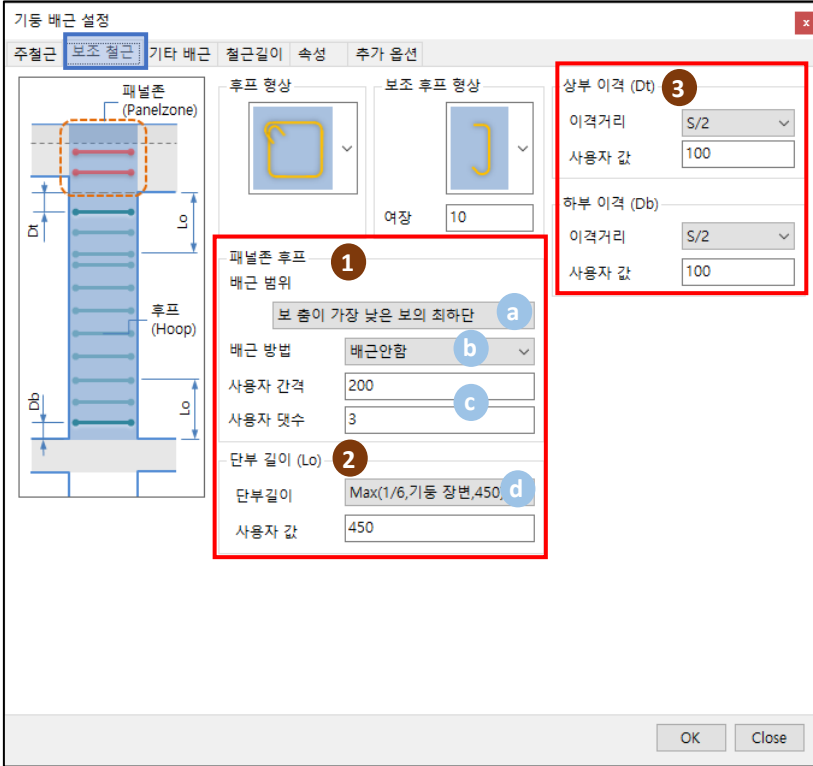 기둥 배근 설정
x
주철근 보조 철근 기타 배근 철근길이 속성 추가 옵션
패널존
(Panelzone)
Dt
Lo
후프
(Hoop)
Db
Lo
후프 형상
보조 후프 형상
여장 10
패널존 후프 1
배근 범위
보 춤이 가장 낮은 보의 최하단 a
배근 방법 배근안함 b
사용자 간격 200
c
사용자 댓수 3
단부 길이 (Lo) 2
단부길이 Max(1/6,기둥 장변,450) d
사용자 값 450
상부 이격 (Dt) 3
이격거리 S/2
사용자 값 100
하부 이격 (Db)
이격거리 S/2
사용자 값 100
OK Close